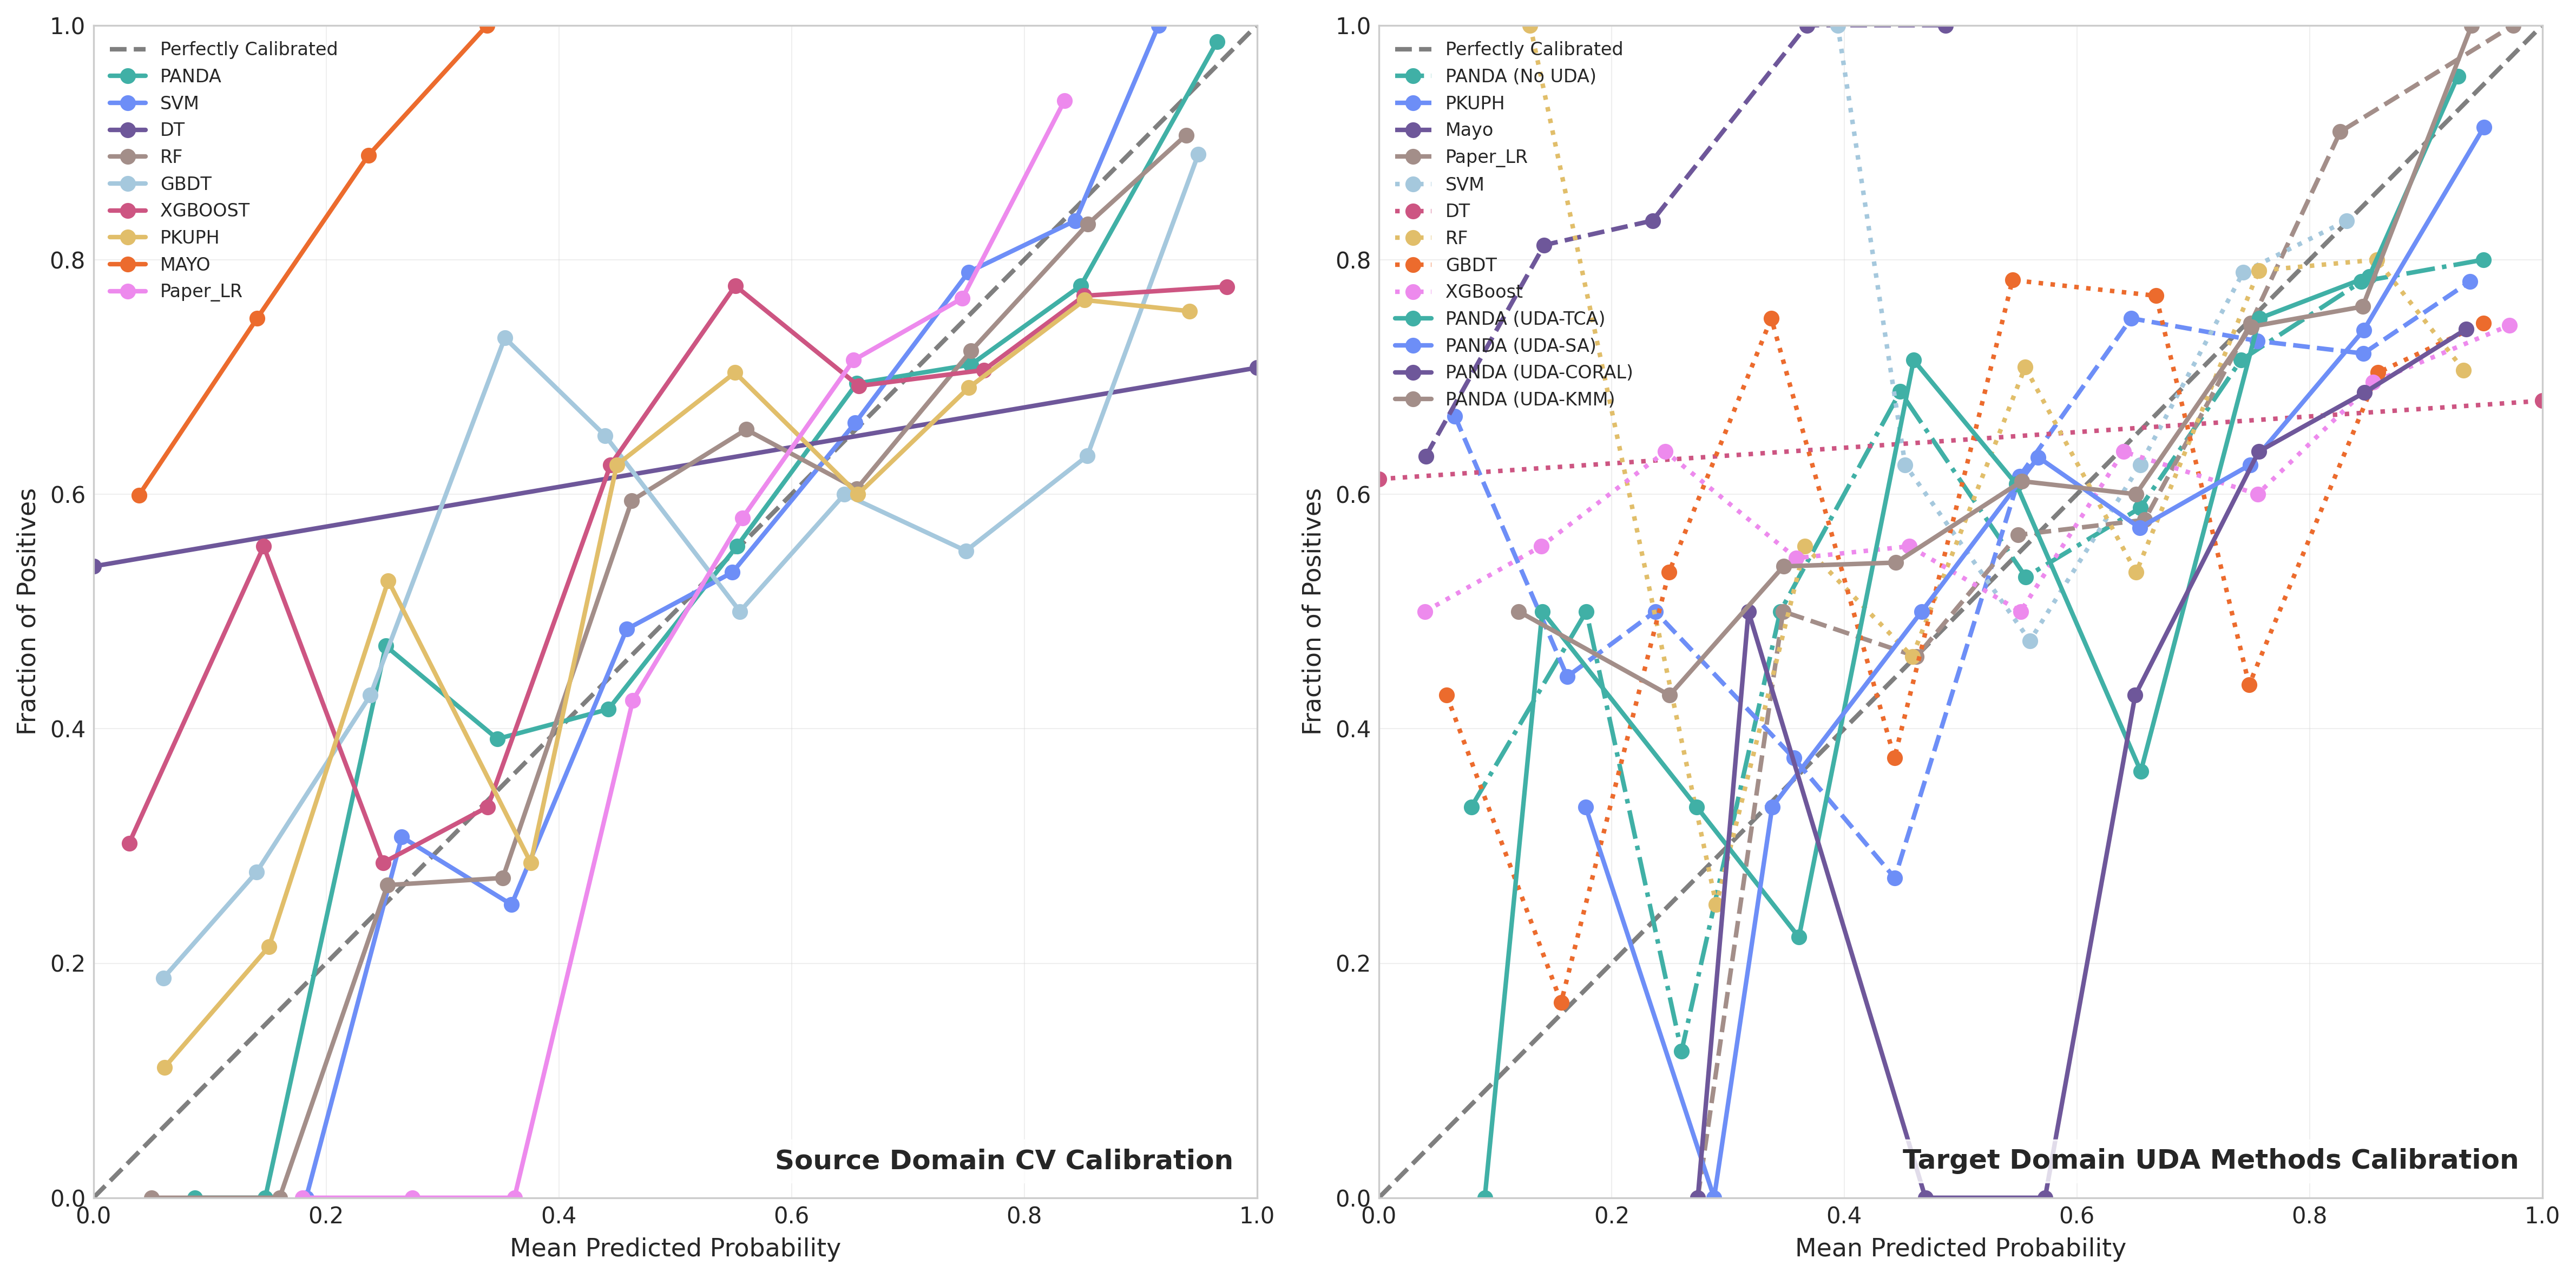 1.0
0.8
0.6
0.4
0.2
0.0
Fraction of Positives
Perfectly Calibrated
PANDA
SVM
DT
RF
GBDT
XGBOOST
PKUPH
MAYO
Paper_LR
Source Domain CV Calibration
0.0 0.2 0.4 0.6 0.8 1.0
Mean Predicted Probability
1.0
0.8
0.6
0.4
0.2
0.0
Fraction of Positives
Perfectly Calibrated
PANDA (No UDA)
PKUPH
Mayo
Paper_LR
SVM
DT
RF
GBDT
XGBoost
PANDA (UDA-TCA)
PANDA (UDA-SA)
PANDA (UDA-CORAL)
PANDA (UDA-KMM)
Target Domain UDA Methods Calibration
0.0 0.2 0.4 0.6 0.8 1.0
Mean Predicted Probability